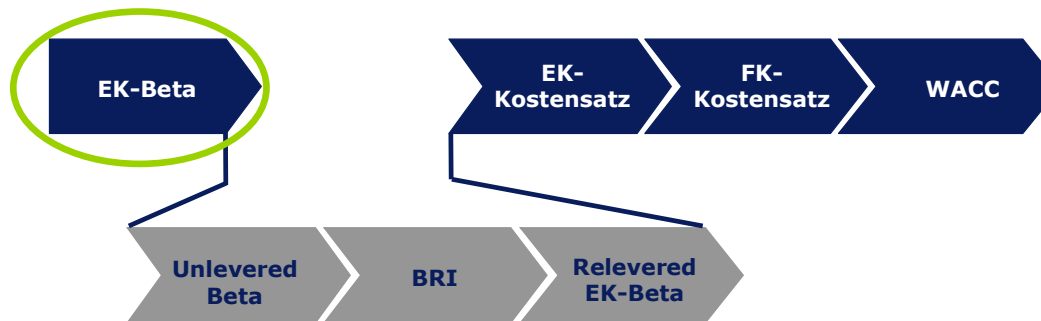 EK-Beta
EK-
Kostensatz
FK-
Kostensatz
WACC
Unlevered
Beta
BRI
Relevered
EK-Beta